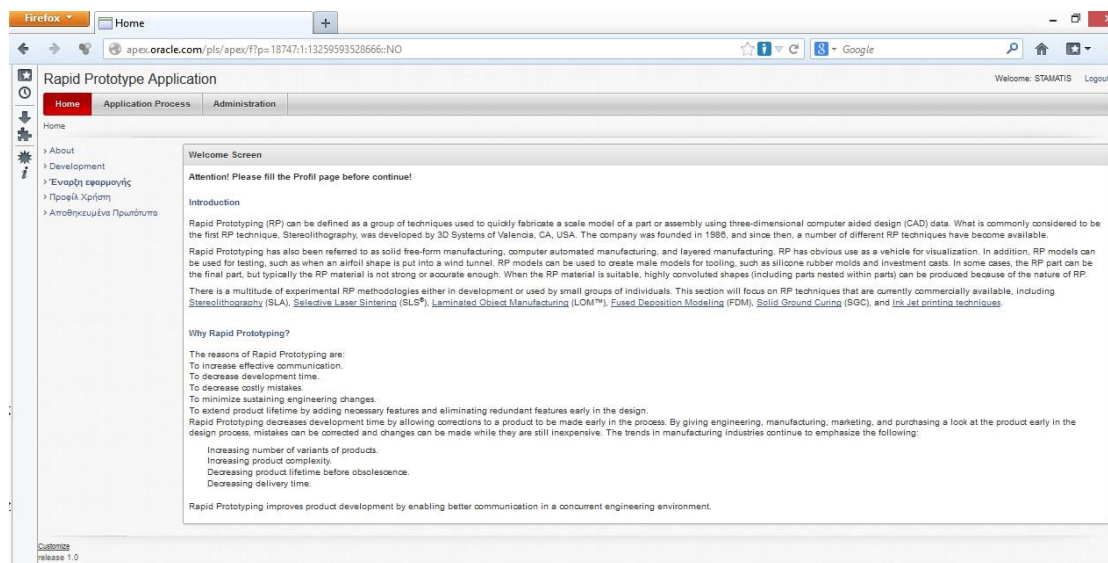 Firefox
Home
apex.oracle.com/pls/apex/f?p=18747:1:13259593528666::NO
Google
Rapid Prototype Application
Welcome: STAMATIS Logout
Home Application Process Administration
Home
About
Development
Έναρξη εφαρμογής
Προφίλ Χρήστη
Αποθηκευμένα Πρωτότυπα
Welcome Screen
Attention! Please fill the Profil page before continue!
Introduction
Rapid Prototyping (RP) can be defined as a group of techniques used to quickly fabricate a scale model of a part or assembly using three-dimensional computer aided design (CAD) data. What is commonly considered to be
the first RP technique, Stereolithography, was developed by 3D Systems of Valencia, CA, USA. The company was founded in 1986, and since then, a number of different RP techniques have become available.
Rapid Prototyping has also been referred to as solid free-form manufacturing, computer automated manufacturing, and layered manufacturing. RP has obvious use as a vehicle for visualization. In addition, RP models can
be used for testing, such as when an airfoil shape is put into a wind tunnel. RP models can be used to create male models for tooling, such as silicone rubber molds and investment casts. In some cases, the RP part can be
the final part, but typically the RP material is not strong or accurate enough. When the RP material is suitable, highly convoluted shapes (including parts nested within parts) can be produced because of the nature of RP.
There is a multitude of experimental RP methodologies either in development or used by small groups of individuals. This section will focus on RP techniques that are currently commercially available, including
Stereolithography (SLA), Selective Laser Sintering (SLS®), Laminated Object Manufacturing (LOM™), Fused Deposition Modeling (FDM), Solid Ground Curing (SGC), and Ink Jet printing techniques.
Why Rapid Prototyping?
The reasons of Rapid Prototyping are:
To increase effective communication.
To decrease development time.
To decrease costly mistakes.
To minimize sustaining engineering changes.
To extend product lifetime by adding necessary features and eliminating redundant features early in the design.
Rapid Prototyping decreases development time by allowing corrections to a product to be made early in the process. By giving engineering, manufacturing, marketing, and purchasing a look at the product early in the
design process, mistakes can be corrected and changes can be made while they are still inexpensive. The trends in manufacturing industries continue to emphasize the following:
Increasing number of variants of products.
Increasing product complexity.
Decreasing product lifetime before obsolescence.
Decreasing delivery time.
Rapid Prototyping improves product development by enabling better communication in a concurrent engineering environment.
Customize
release 1.0